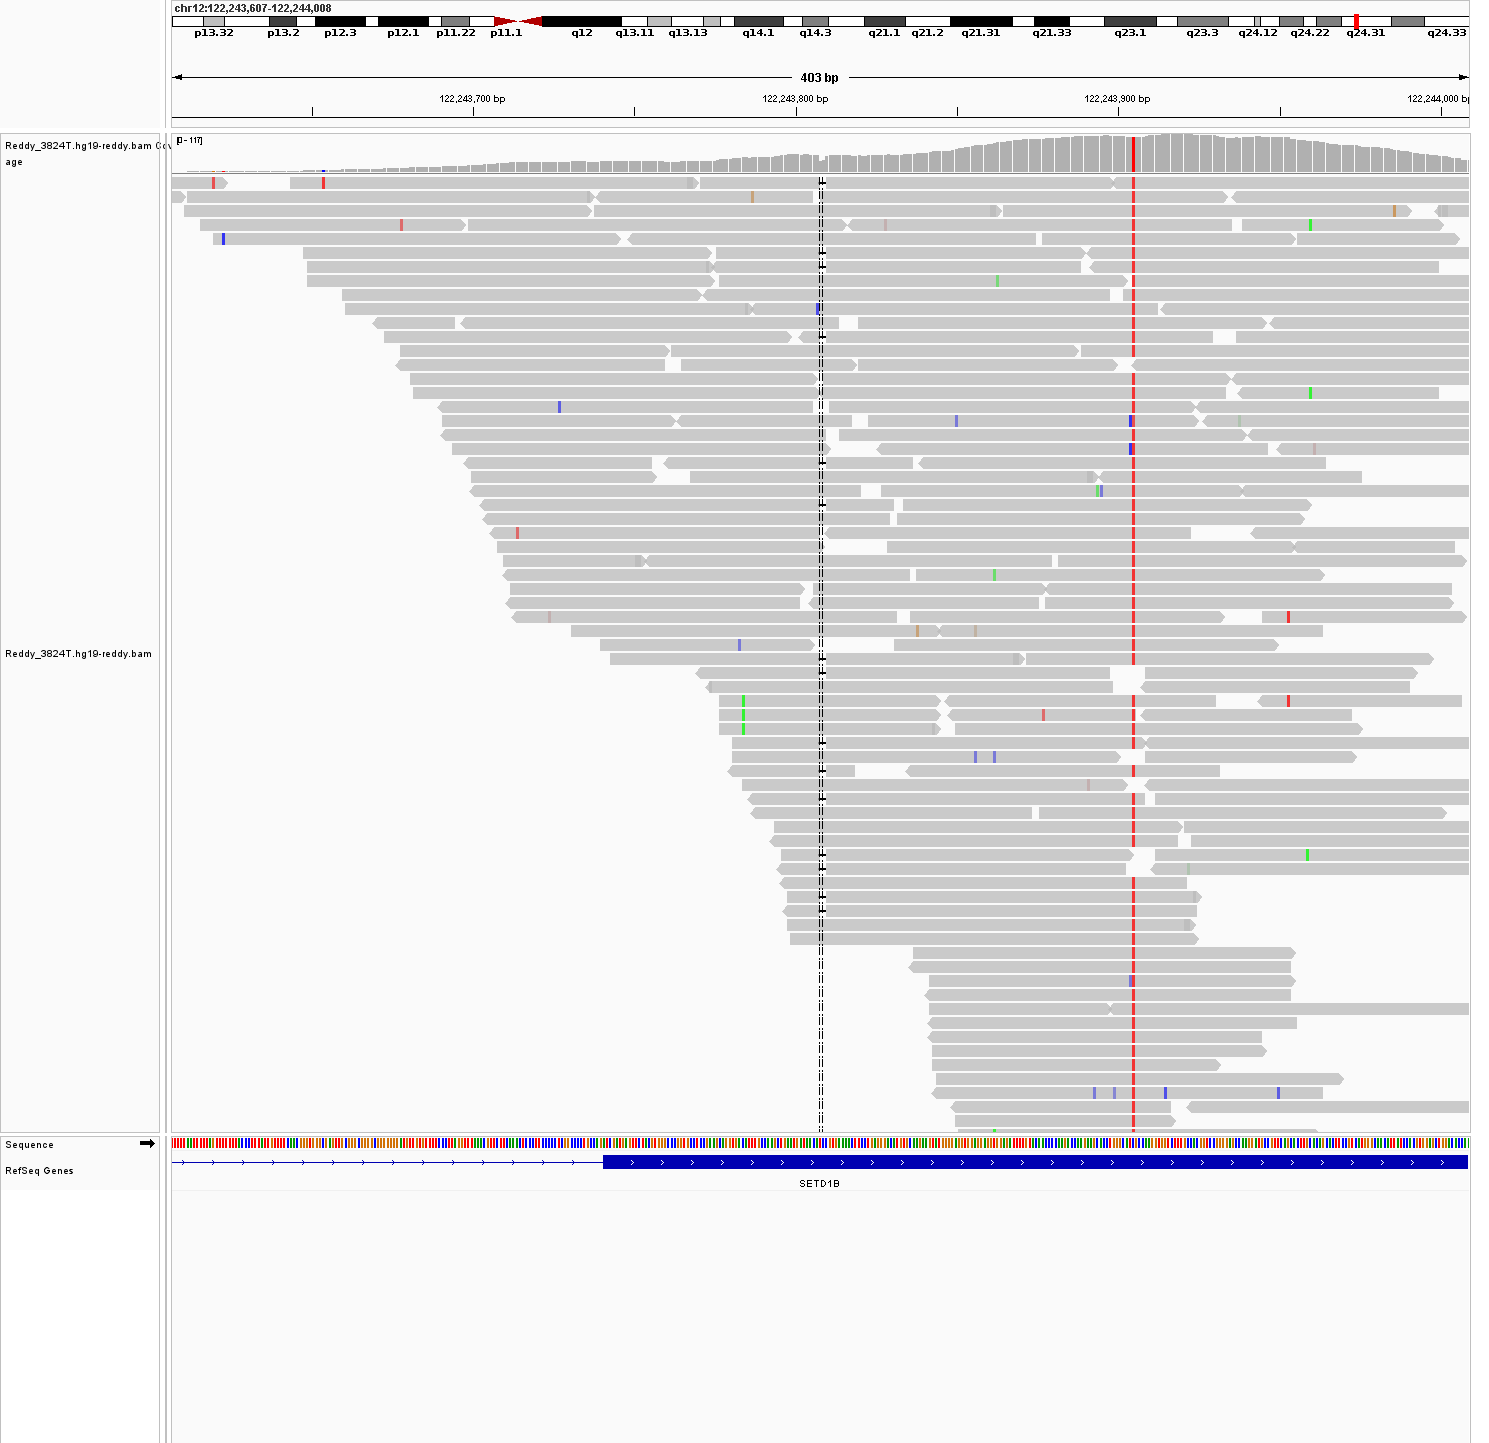 chr12:122,243,607-122,244,008
p13.32 p13.2 p12.3 p12.1 p11.22 p11.1 q12 q13.11 q13.13 q14.1 q14.3 q21.1 q21.2 q21.31 q21.33 q23.1 q23.3 q24.12 q24.22 q24.31 q24.33
403 bp
122,243,700 bp 122,243,800 bp 122,243,900 bp 122,244,000 bp
[0 - 117]
Reddy_3824T.hg19-reddy.bam Cov
age
Reddy_3824T.hg19-reddy.bam
Sequence
RefSeq Genes
SETD1B